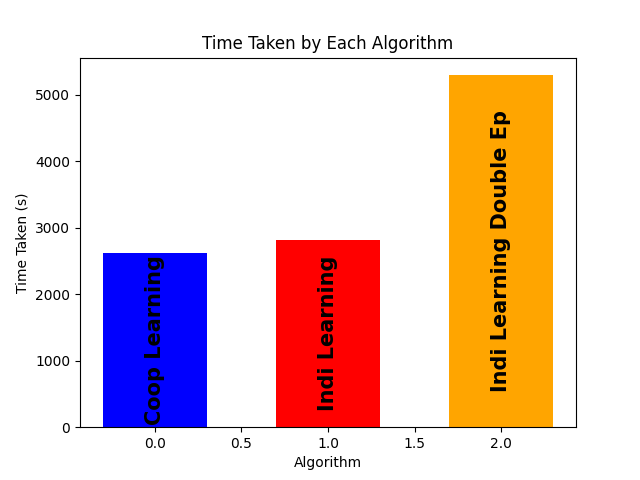 Time Taken by Each Algorithm
Time Taken (s)
5000
4000
3000
2000
1000
0
Coop Learning
Indi Learning
Indi Learning Double Ep
0.0
0.5
1.0
1.5
2.0
Algorithm